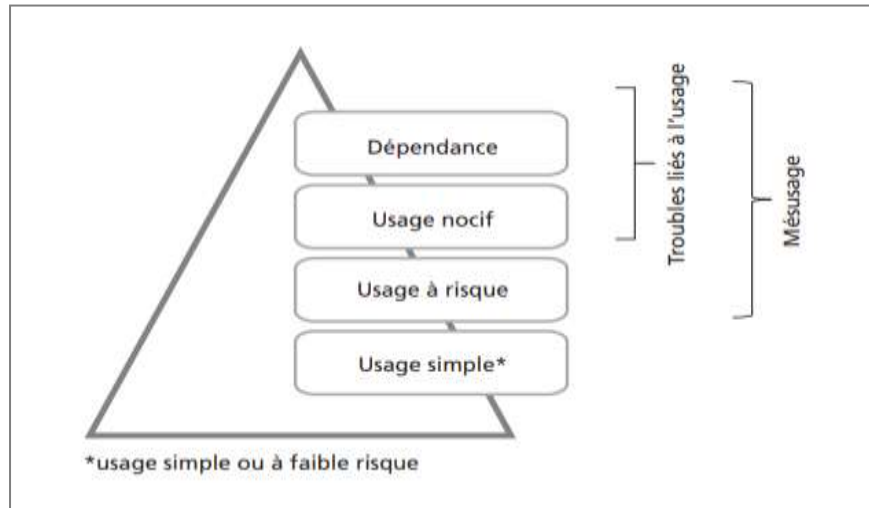 Dépendance
Usage nocif
Usage à risque
Usage simple*
Troubles liés à l'usage
Mésusage
*usage simple ou à faible risque